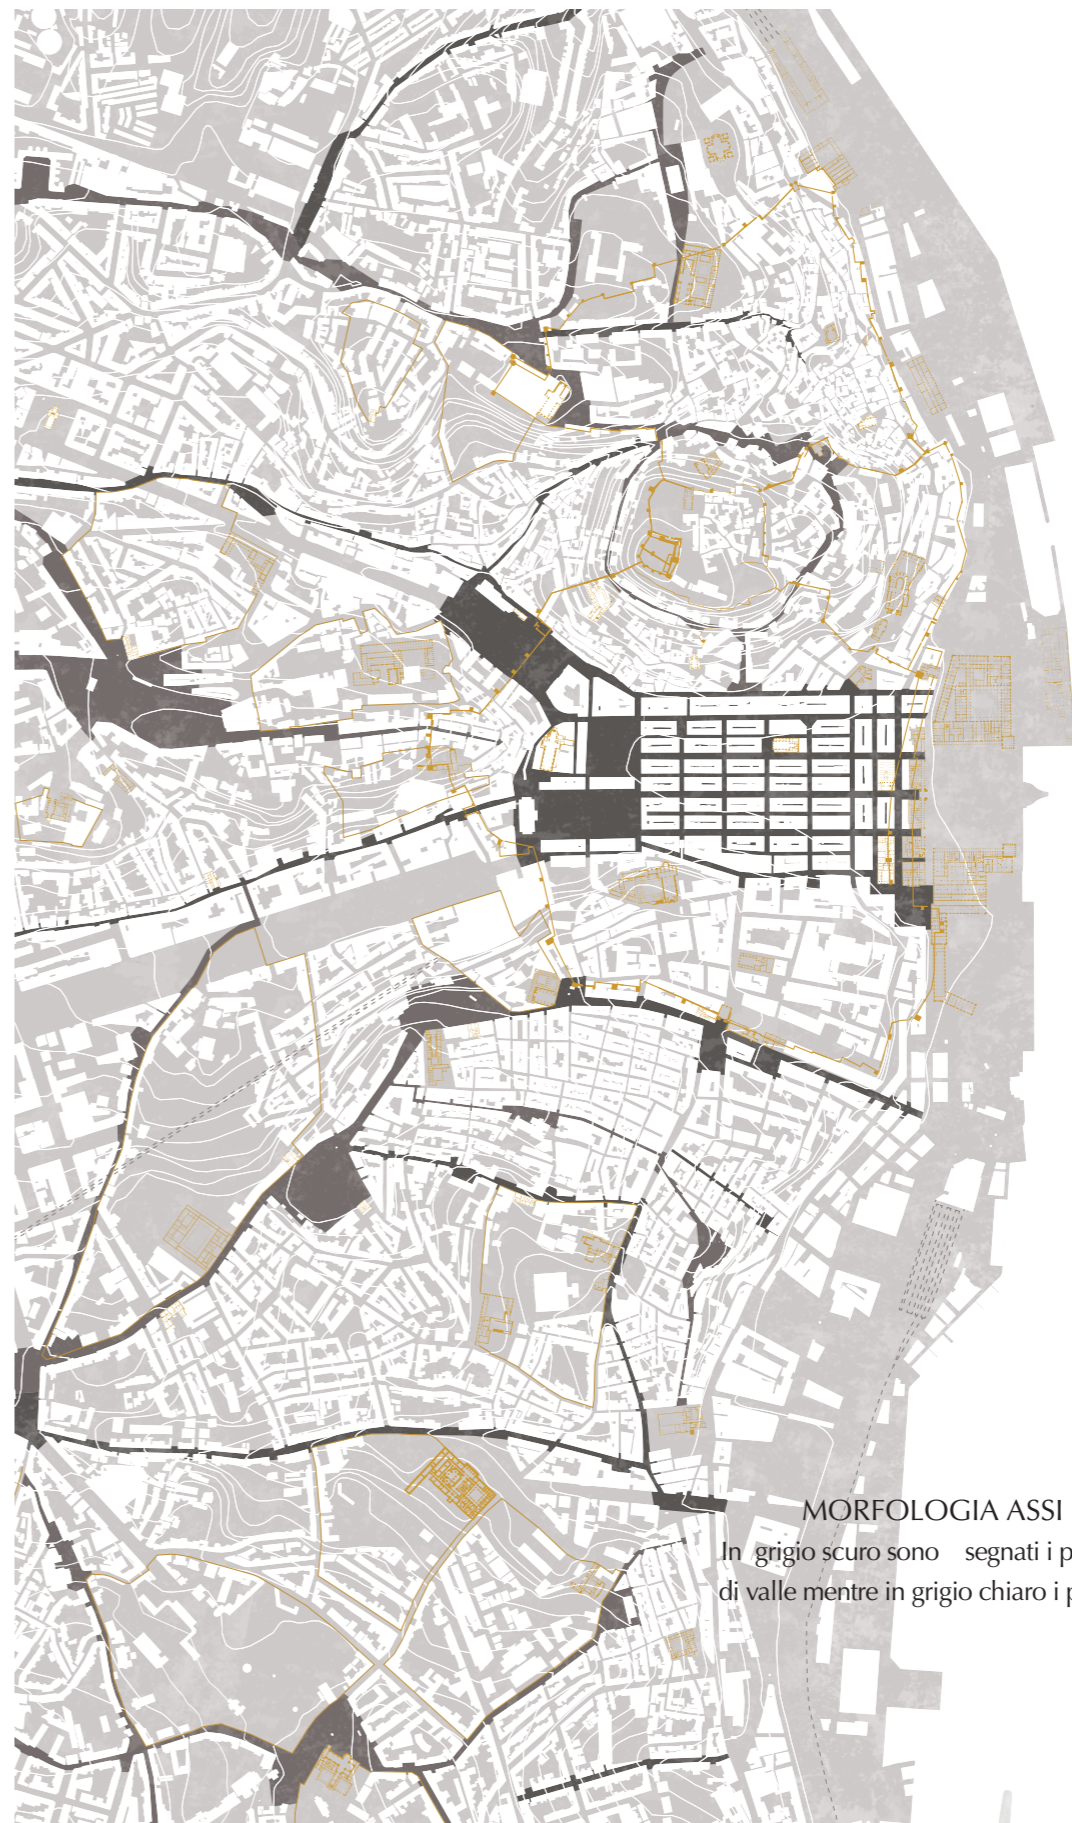 MORFOLOGIA ASSI
In grigio scuro sono segnati i p
di valle mentre in grigio chiaro i p